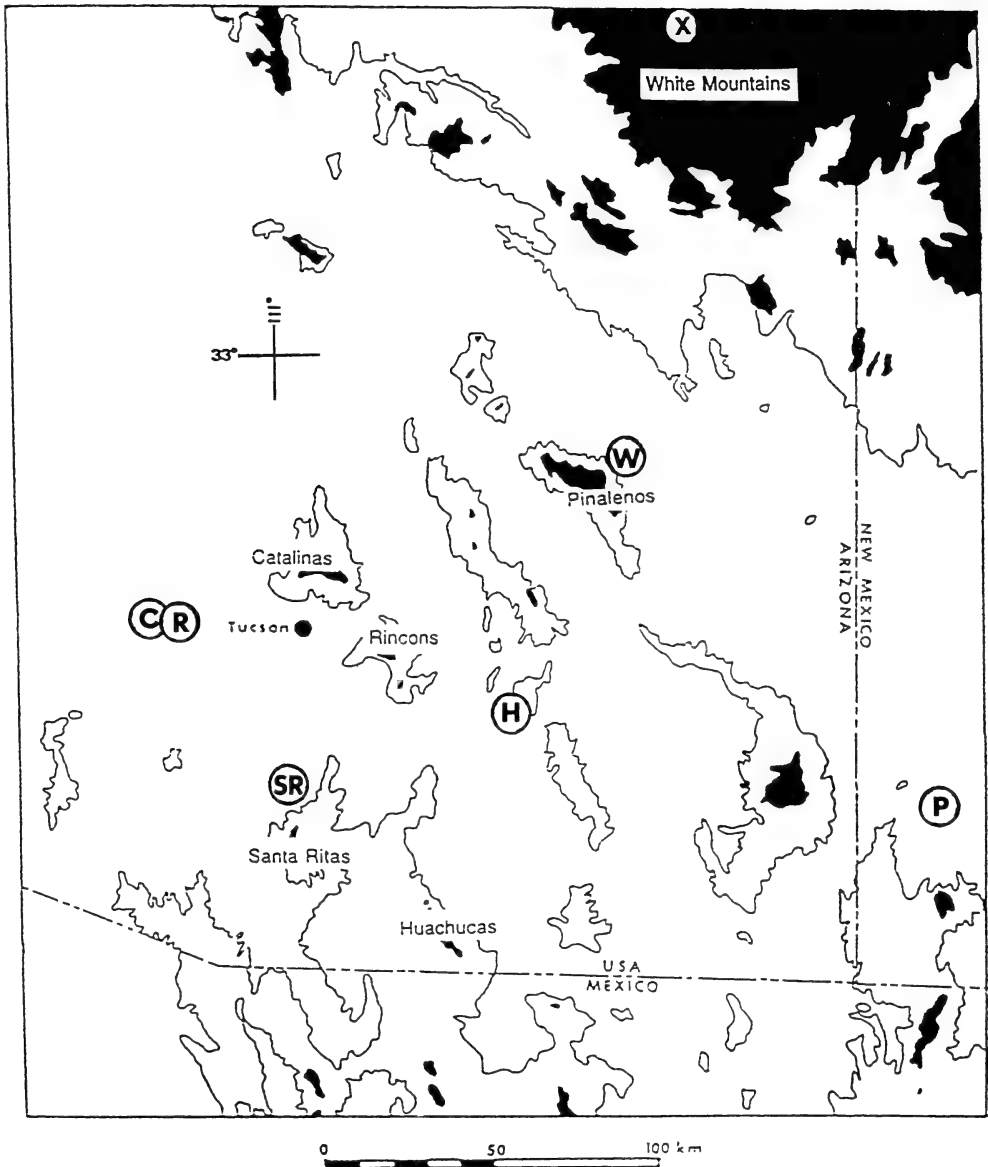 X
White Mountains
33°
W
Pinalenos
Catalinas
NEW MEXICO
ARIZONA
C R
Tucson
Rincons
H
SR
P
Santa Ritas
Huachucas
USA
MEXICO
0 50 100 km